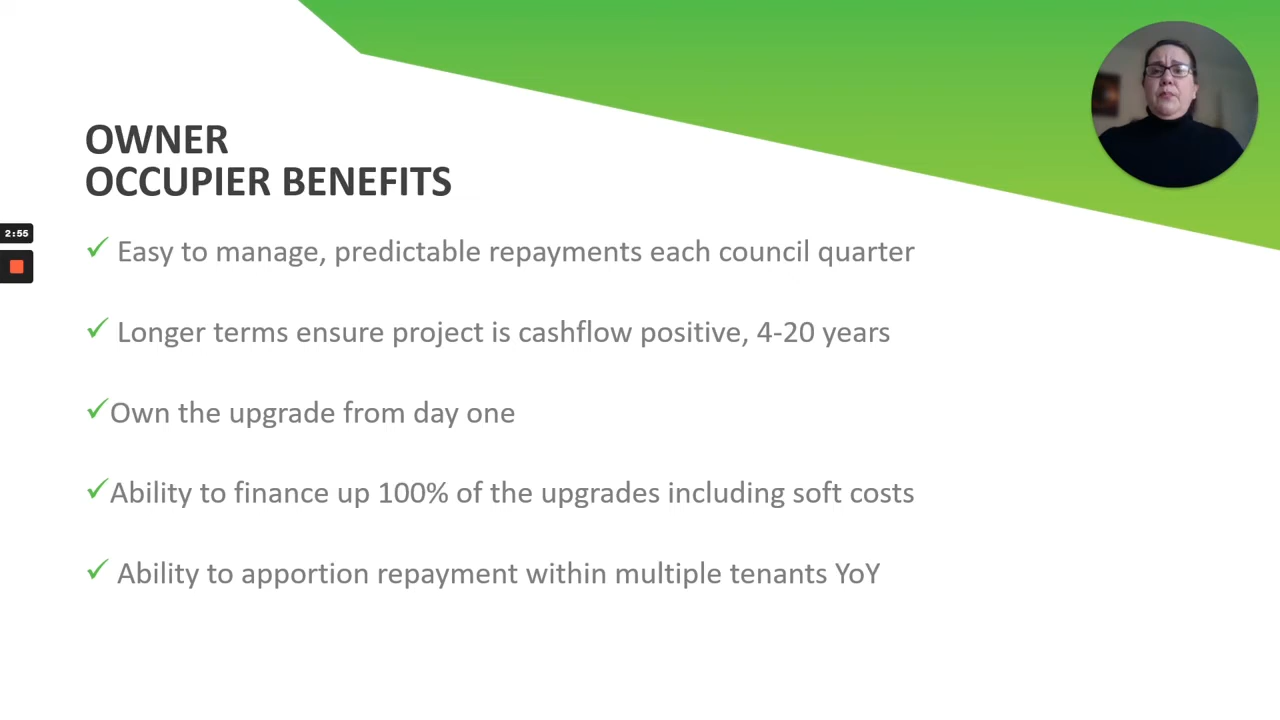 OWNER
OCCUPIER BENEFITS
✓ Easy to manage, predictable repayments each council quarter
2:55
✓ Longer terms ensure project is cashflow positive, 4-20 years
✓Own the upgrade from day one
✓Ability to finance up 100% of the upgrades including soft costs
✓ Ability to apportion repayment within multiple tenants YoY